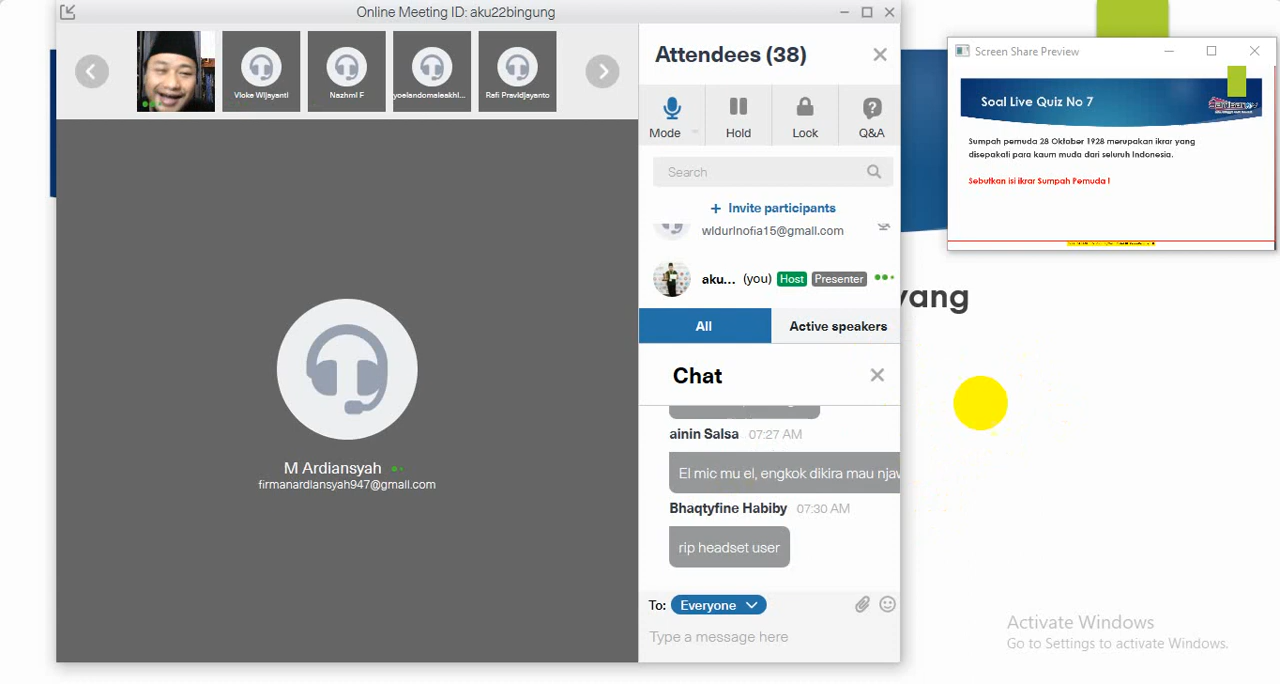 Online Meeting ID: aku22bingung
Vioke Wijayanti
Nazhmi F
yoelandomaleakhi...
Rafi Pravidjayanto
M Ardiansyah
firmanardiansyah947@gmail.com
Attendees (38)
Mode
Hold
Lock
Q&A
Search
+ Invite participants
wildurinofia15@gmail.com
aku... (you) Host Presenter
All
Active speakers
Chat
ainin Salsa 07:27 AM
El mic mu el, engkok dikira mau njaw
Bhaqtyfine Habiby 07:30 AM
rip headset user
To: Everyone
Type a message here
Screen Share Preview
Soal Live Quiz No 7
Sumpah pemuda 28 Oktober 1928 merupakan ikrar yang
disepakati para kaum muda dari seluruh Indonesia.
Sebutkan isi ikrar Sumpah Pemuda !
yang
Activate Windows
Go to Settings to activate Windows.